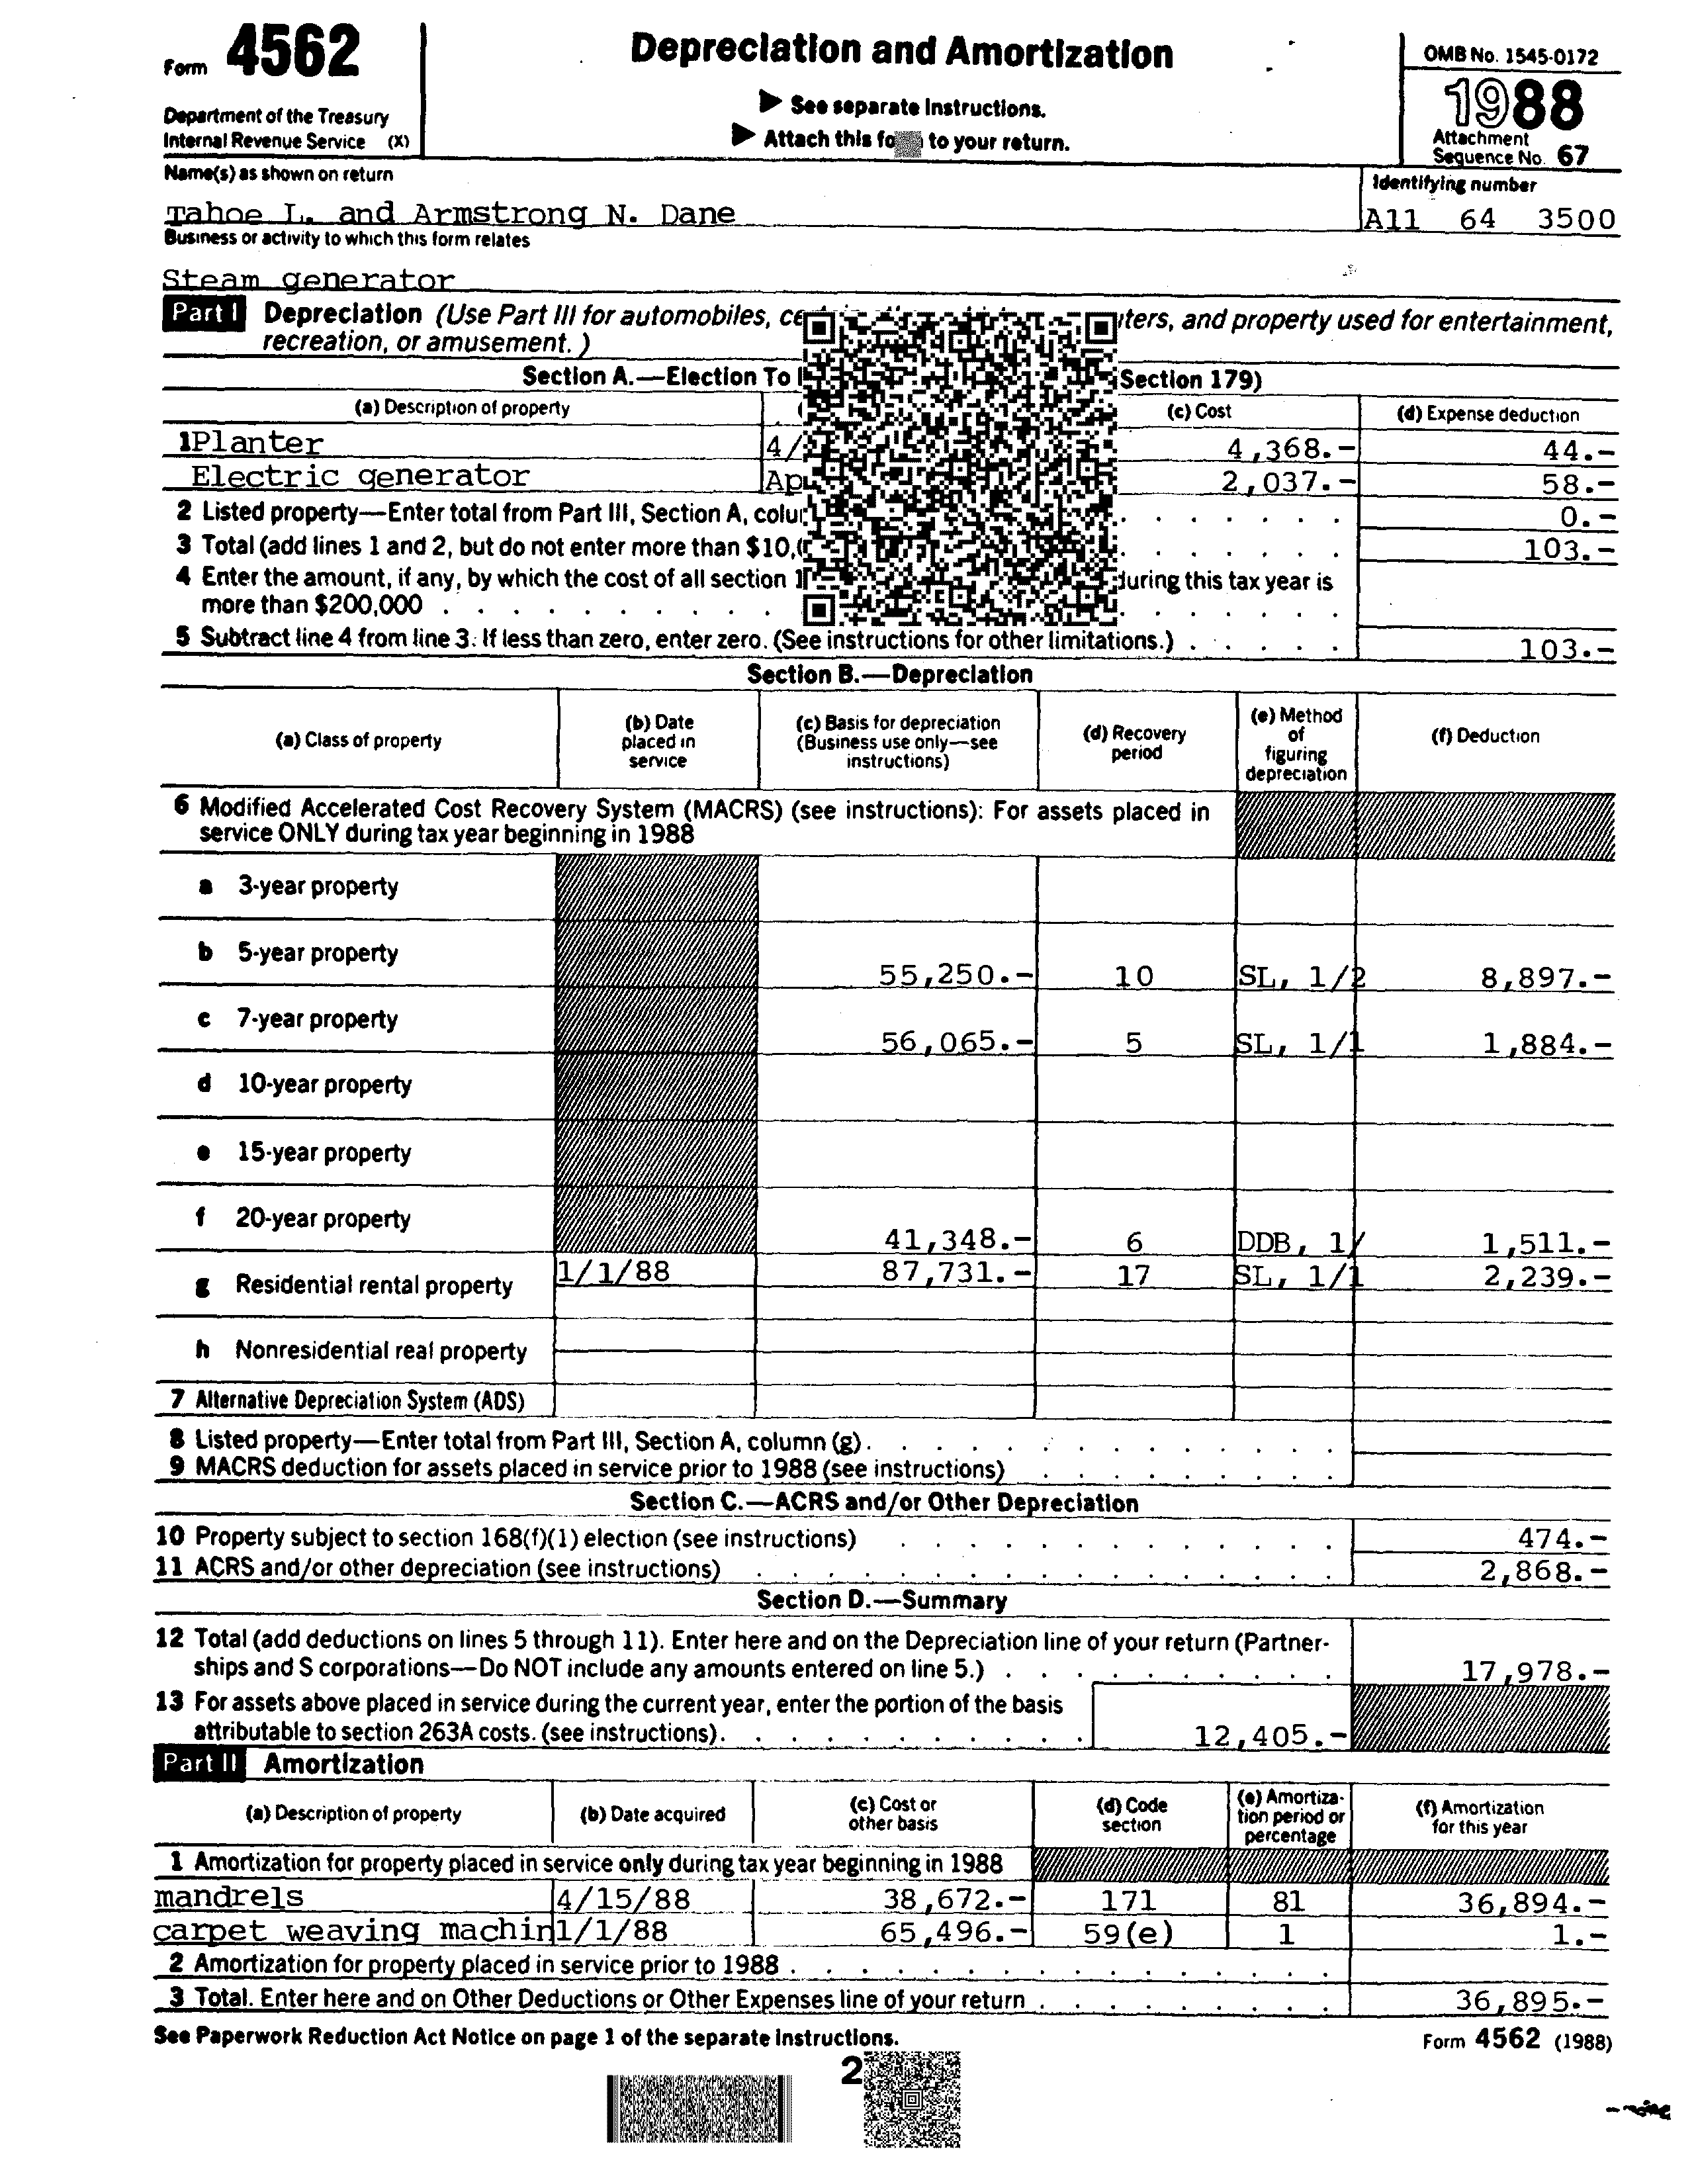 Form 4562
Depreciation and Amortization
OMB No. 1545-0172
1988
▶ See separate Instructions.
▶ Attach this to your return.
Department of the Treasury
Internal Revenue Service (X)
Attachment
Sequence No. 67
Name(s) as shown on return
Identifying number
Tahoe L. and Armstrong N. Dane
A11 64 3500
Business or activity to which this form relates
Steam generator
Part I Depreciation (Use Part III for automobiles, and property used for entertainment,
recreation, or amusement.)
Section A.—Election To Section 179)
(a) Description of property (c) Cost (d) Expense deduction
1Planter 4/ 4,368.- 44.-
Electric generator 2,037.- 58.-
2 Listed property—Enter total from Part III, Section A, 0.-
3 Total (add lines 1 and 2, but do not enter more than 103.-
4 Enter the amount, if any, by which the cost of all section during this tax year is
more than $200,000
5 Subtract line 4 from line 3. If less than zero, enter zero. (See instructions for other limitations.) 103.-
Section B.—Depreciation
(a) Class of property (b) Date placed in service (c) Basis for depreciation (Business use only—see instructions) (d) Recovery period (e) Method of figuring depreciation (f) Deduction
6 Modified Accelerated Cost Recovery System (MACRS) (see instructions): For assets placed in
service ONLY during tax year beginning in 1988
a 3-year property
b 5-year property 55,250.- 10 SL, 1/2 8,897.-
c 7-year property 56,065.- 5 SL, 1/1 1,884.-
d 10-year property
e 15-year property
f 20-year property 41,348.- 6 DDB, 1/ 1,511.-
g Residential rental property 1/1/88 87,731.- 17 SL, 1/1 2,239.-
h Nonresidential real property
7 Alternative Depreciation System (ADS)
8 Listed property—Enter total from Part III, Section A, column (g).
9 MACRS deduction for assets placed in service prior to 1988 (see instructions)
Section C.—ACRS and/or Other Depreciation
10 Property subject to section 168(f)(1) election (see instructions) 474.-
11 ACRS and/or other depreciation (see instructions) 2,868.-
Section D.—Summary
12 Total (add deductions on lines 5 through 11). Enter here and on the Depreciation line of your return (Partner-
ships and S corporations—Do NOT include any amounts entered on line 5.) 17,978.-
13 For assets above placed in service during the current year, enter the portion of the basis
attributable to section 263A costs. (see instructions). 12,405.-
Part II Amortization
(a) Description of property (b) Date acquired (c) Cost or other basis (d) Code section (e) Amortiza- tion period or percentage (f) Amortization for this year
1 Amortization for property placed in service only during tax year beginning in 1988
mandrels 4/15/88 38,672.- 171 81 36,894.-
carpet weaving machin 1/1/88 65,496.- 59(e) 1 1.-
2 Amortization for property placed in service prior to 1988
3 Total. Enter here and on Other Deductions or Other Expenses line of your return 36,895.-
See Paperwork Reduction Act Notice on page 1 of the separate Instructions.
Form 4562 (1988)
2